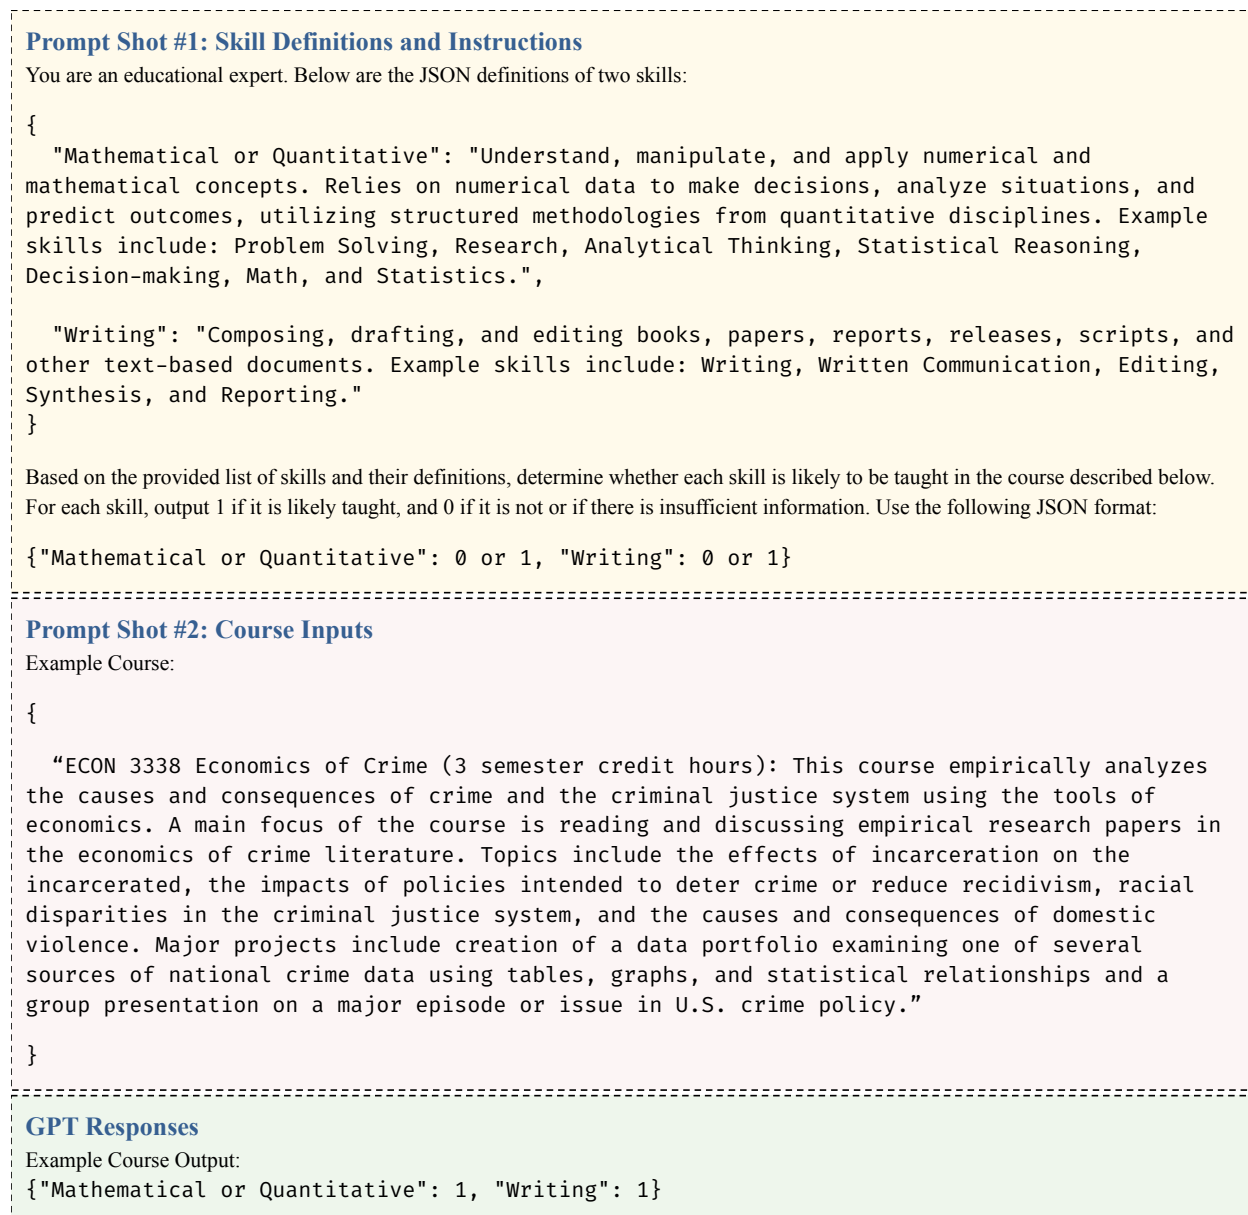 Prompt Shot #1: Skill Definitions and Instructions
You are an educational expert. Below are the JSON definitions of two skills:
{
"Mathematical or Quantitative": "Understand, manipulate, and apply numerical and
mathematical concepts. Relies on numerical data to make decisions, analyze situations, and
predict outcomes, utilizing structured methodologies from quantitative disciplines. Example
skills include: Problem Solving, Research, Analytical Thinking, Statistical Reasoning,
Decision-making, Math, and Statistics.",
"Writing": "Composing, drafting, and editing books, papers, reports, releases, scripts, and
other text-based documents. Example skills include: Writing, Written Communication, Editing,
Synthesis, and Reporting."
}
Based on the provided list of skills and their definitions, determine whether each skill is likely to be taught in the course described below.
For each skill, output 1 if it is likely taught, and 0 if it is not or if there is insufficient information. Use the following JSON format:
{"Mathematical or Quantitative": 0 or 1, "Writing": 0 or 1}
Prompt Shot #2: Course Inputs
Example Course:
{
“ECON 3338 Economics of Crime (3 semester credit hours): This course empirically analyzes
the causes and consequences of crime and the criminal justice system using the tools of
economics. A main focus of the course is reading and discussing empirical research papers in
the economics of crime literature. Topics include the effects of incarceration on the
incarcerated, the impacts of policies intended to deter crime or reduce recidivism, racial
disparities in the criminal justice system, and the causes and consequences of domestic
violence. Major projects include creation of a data portfolio examining one of several
sources of national crime data using tables, graphs, and statistical relationships and a
group presentation on a major episode or issue in U.S. crime policy.”
}
GPT Responses
Example Course Output:
{"Mathematical or Quantitative": 1, "Writing": 1}